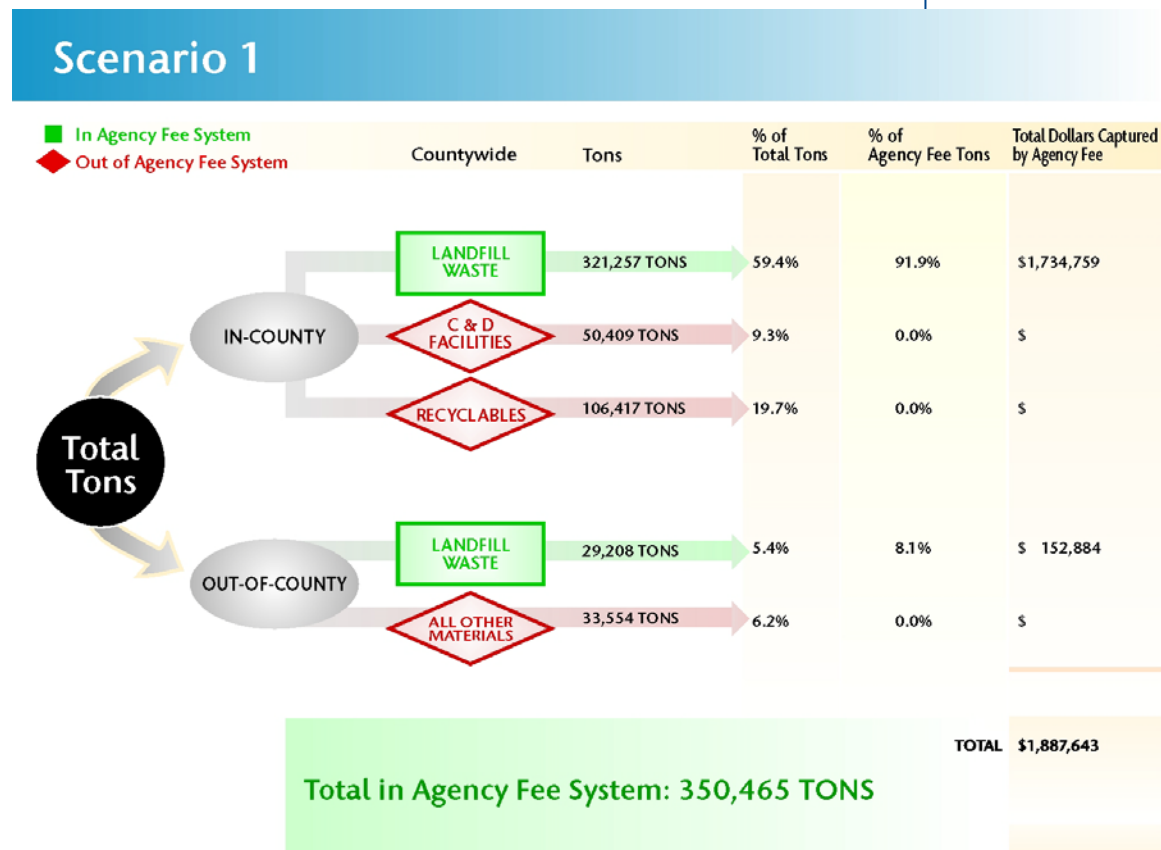 Scenario 1
In Agency Fee System
Out of Agency Fee System
Countywide
Tons
% of
Total Tons
% of
Agency Fee Tons
Total Dollars Captured
by Agency Fee
Total
Tons
IN-COUNTY
LANDFILL
WASTE
321,257 TONS
59.4%
91.9%
$1,734,759
C & D
FACILITIES
50,409 TONS
9.3%
0.0%
$
RECYCLABLES
106,417 TONS
19.7%
0.0%
$
OUT-OF-COUNTY
LANDFILL
WASTE
29,208 TONS
5.4%
8.1%
$ 152,884
ALL OTHER
MATERIALS
33,554 TONS
6.2%
0.0%
$
TOTAL $1,887,643
Total in Agency Fee System: 350,465 TONS